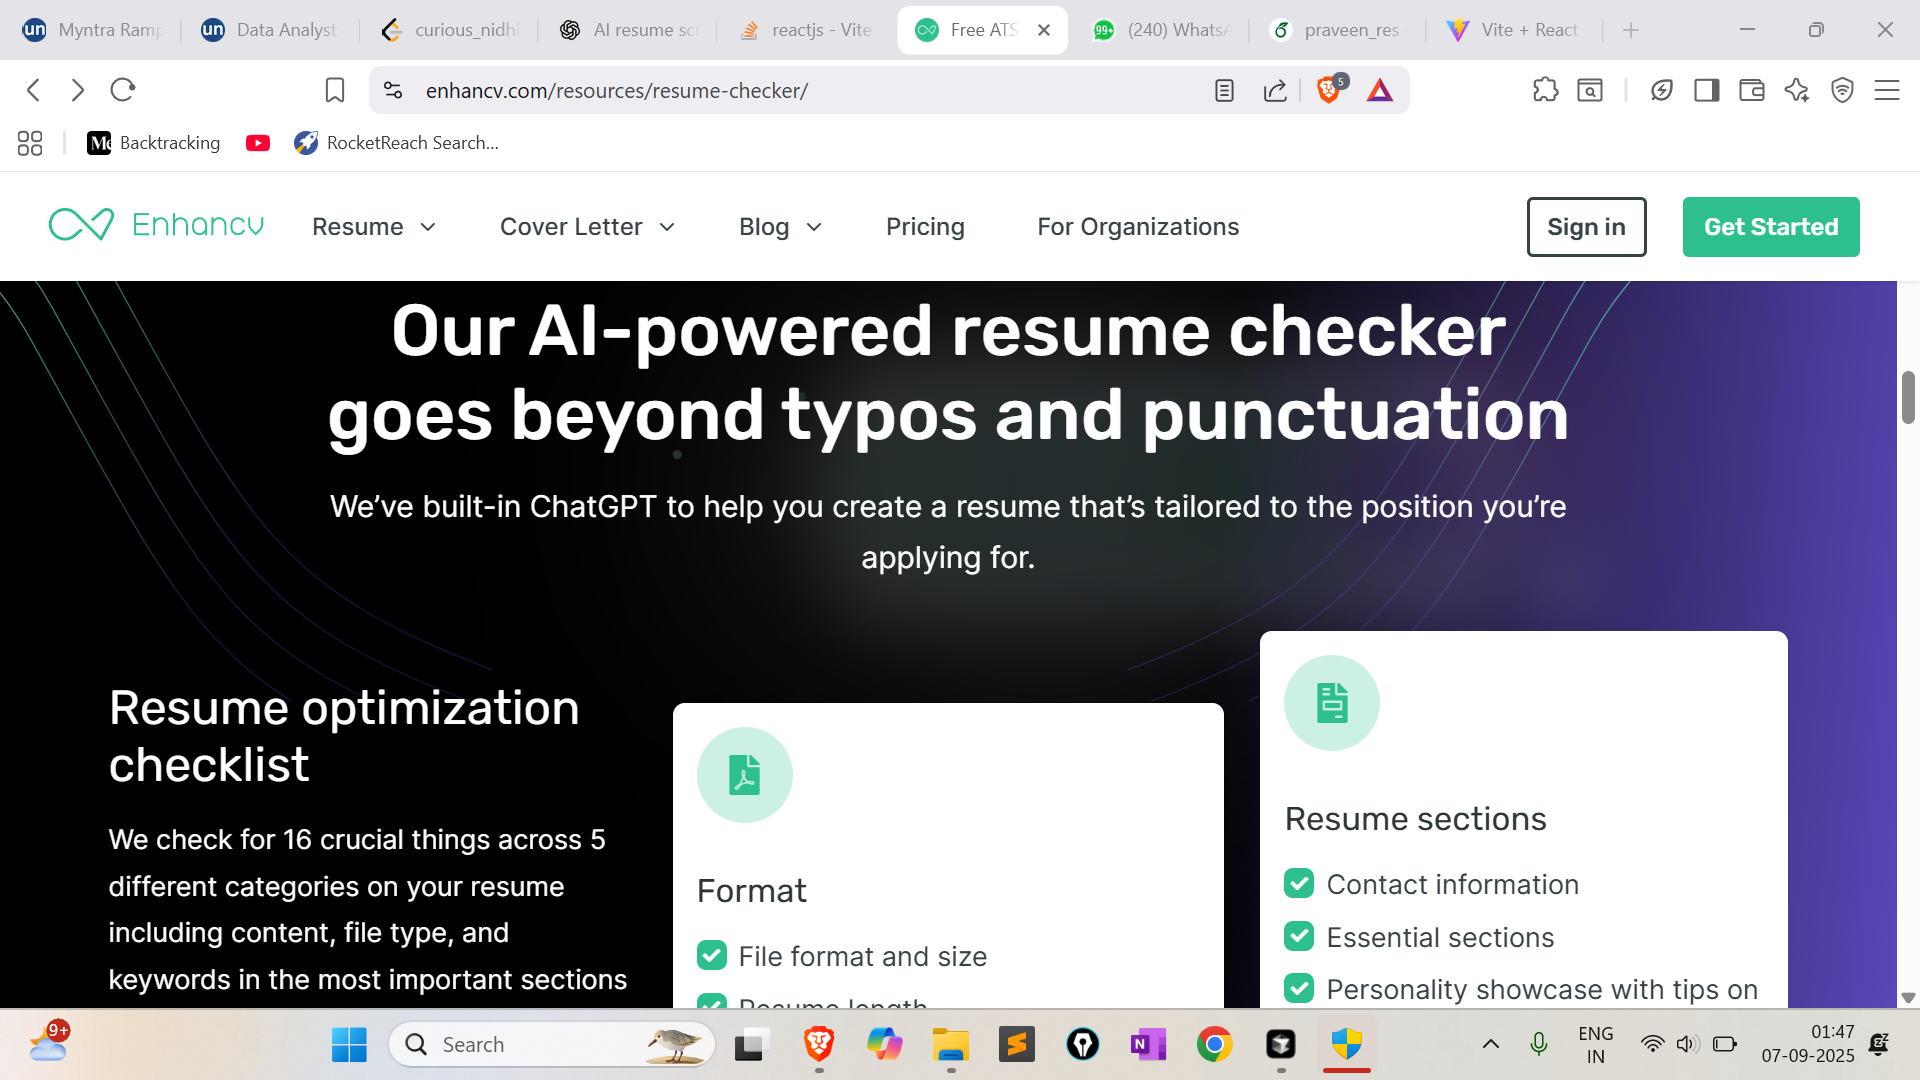 Myntra Ramp
Data Analyst
curious_nidhi
AI resume scr
reactjs - Vite
Free ATS
(240) WhatsA
praveen_res
Vite + React
enhancv.com/resources/resume-checker/
5
Backtracking
RocketReach Search...
Enhancv
Resume
Cover Letter
Blog
Pricing
For Organizations
Sign in
Get Started
Our AI-powered resume checker
goes beyond typos and punctuation
We’ve built-in ChatGPT to help you create a resume that’s tailored to the position you’re
applying for.
Resume optimization
checklist
We check for 16 crucial things across 5
different categories on your resume
including content, file type, and
keywords in the most important sections
Format
File format and size
Resume length
Resume sections
Contact information
Essential sections
Personality showcase with tips on
9+
Search
ENG
IN
01:47
07-09-2025